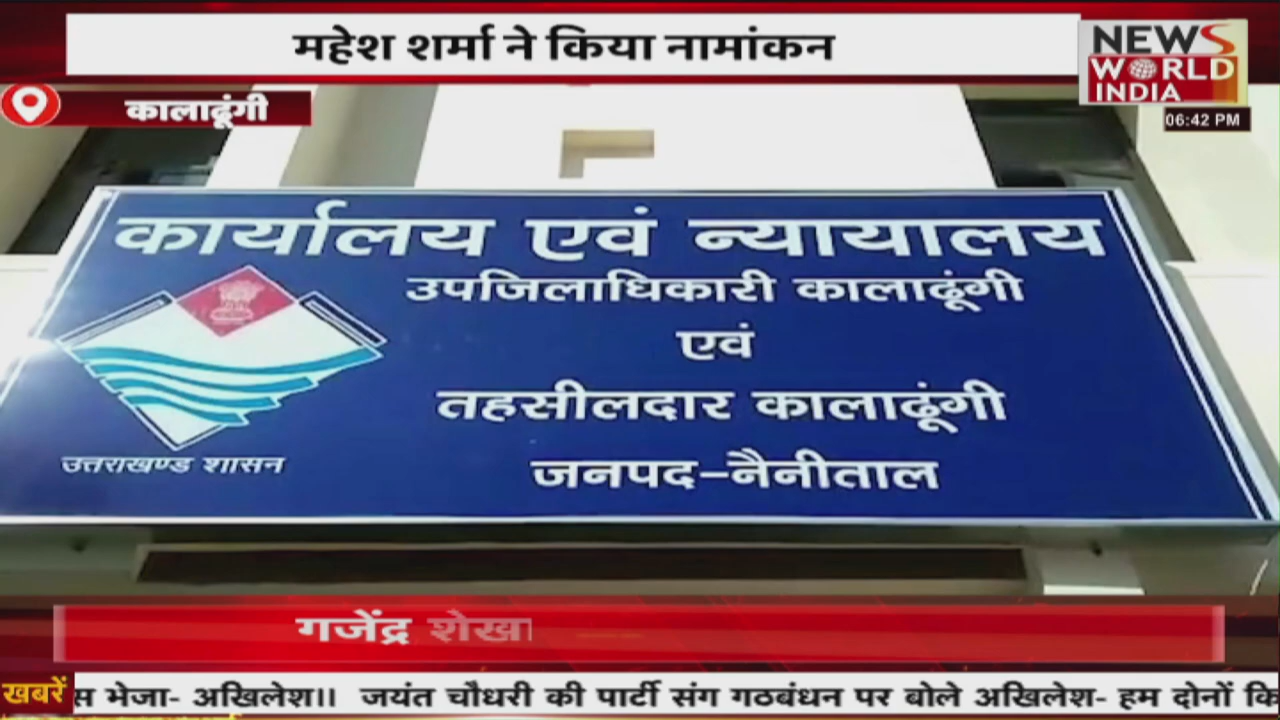 महेश शर्मा ने किया नामांकन
NEWS
WORLD
INDIA
06:42 PM
कालाढूंगी
कार्यालय एवं न्यायालय
उपजिलाधिकारी कालाढूंगी
एवं
तहसीलदार कालाढूंगी
जनपद-नैनीताल
उत्तराखण्ड शासन
गजेंद्र
खबरें
स भेजा- अखिलेश।। जयंत चौधरी की पार्टी संग गठबंधन पर बोले अखिलेश- हम दोनों कि